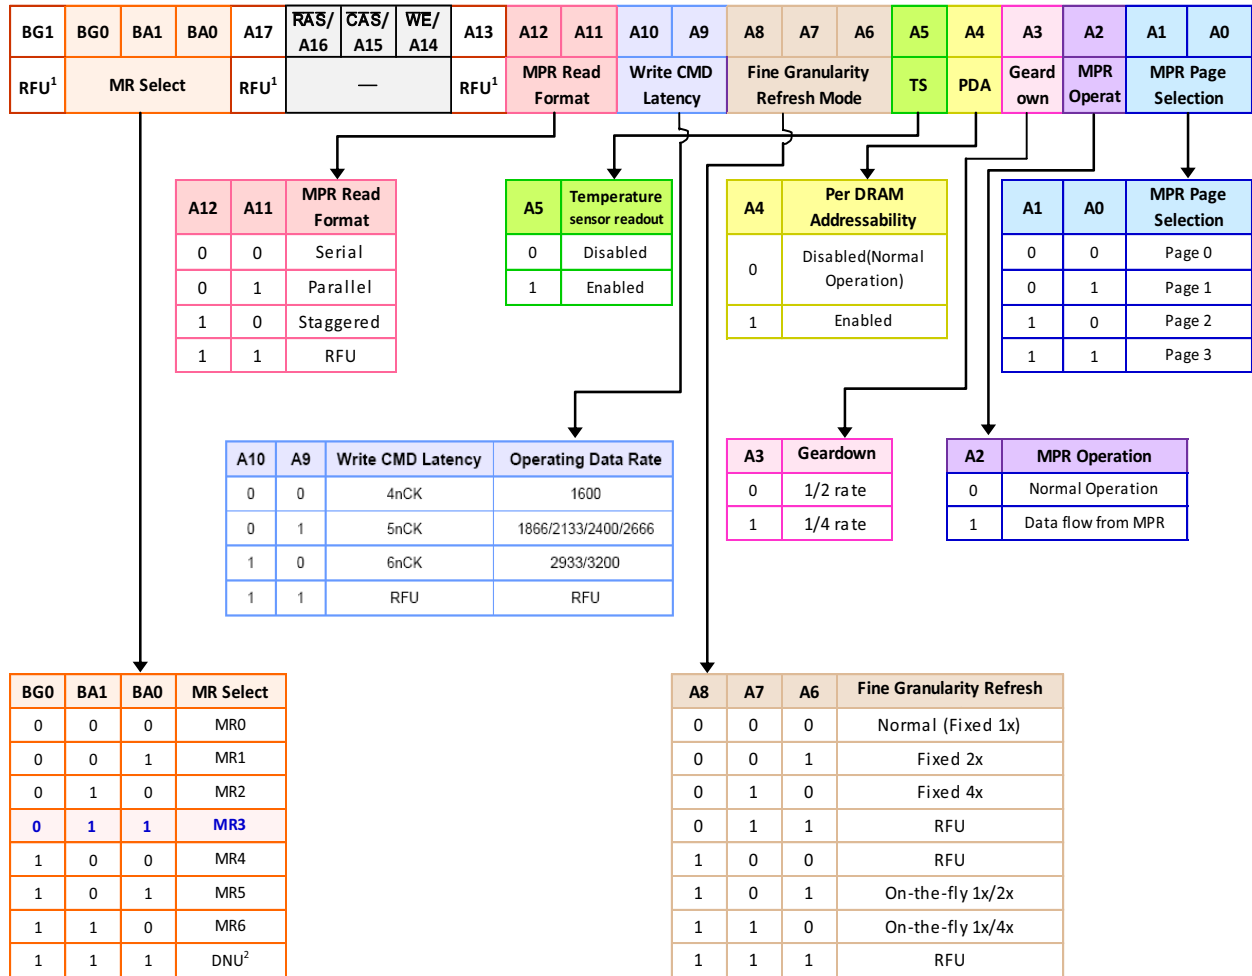 BG1 BG0 BA1 BA0 A17 RAS/ CAS/ WE/ A13 A12 A11 A10 A9 A8 A7 A6 A5 A4 A3 A2 A1 A0
A16 A15 A14
RFU1 MR Select RFU1 — RFU1 MPR Read Write CMD Fine Granularity TS PDA Geard MPR MPR Page
Format Latency Refresh Mode own Operat Selection
A12 A11 MPR Read
Format
0 0 Serial
0 1 Parallel
1 0 Staggered
1 1 RFU
A5 Temperature
sensor readout
0 Disabled
1 Enabled
A4 Per DRAM
Addressability
0 Disabled(Normal
Operation)
1 Enabled
A1 A0 MPR Page
Selection
0 0 Page 0
0 1 Page 1
1 0 Page 2
1 1 Page 3
A10 A9 Write CMD Latency Operating Data Rate
0 0 4nCK 1600
0 1 5nCK 1866/2133/2400/2666
1 0 6nCK 2933/3200
1 1 RFU RFU
A3 Geardown
0 1/2 rate
1 1/4 rate
A2 MPR Operation
0 Normal Operation
1 Data flow from MPR
BG0 BA1 BA0 MR Select
0 0 0 MR0
0 0 1 MR1
0 1 0 MR2
0 1 1 MR3
1 0 0 MR4
1 0 1 MR5
1 1 0 MR6
1 1 1 DNU2
A8 A7 A6 Fine Granularity Refresh
0 0 0 Normal (Fixed 1x)
0 0 1 Fixed 2x
0 1 0 Fixed 4x
0 1 1 RFU
1 0 0 RFU
1 0 1 On-the-fly 1x/2x
1 1 0 On-the-fly 1x/4x
1 1 1 RFU